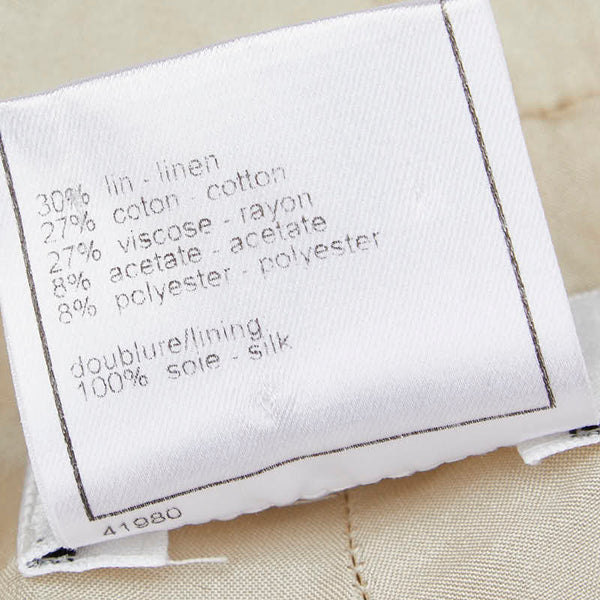 30% lin - linen
27% coton - cotton
27% viscose - rayon
8% acetate - acetate
8% polyester - polyester
doublure/lining
100% soie - silk
41980